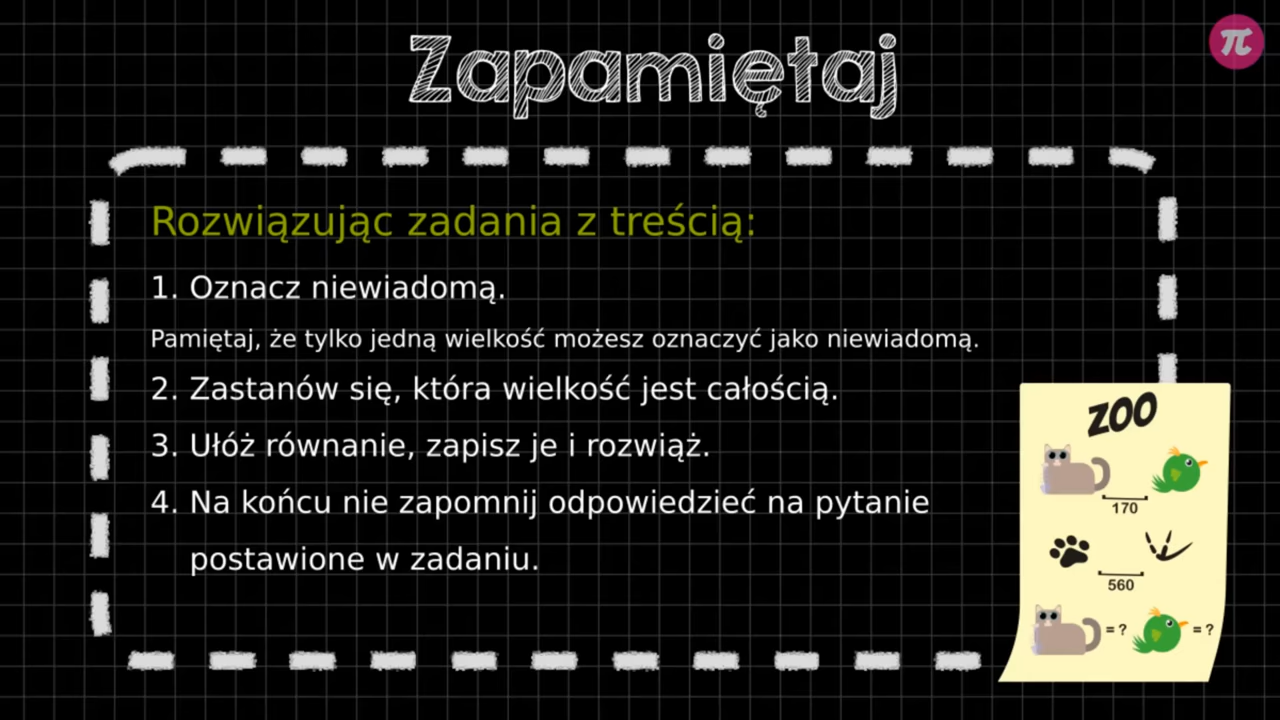 Zapamiętaj
π
Rozwiązując zadania z treścią:
1. Oznacz niewiadomą.
Pamiętaj, że tylko jedną wielkość możesz oznaczyć jako niewiadomą.
2. Zastanów się, która wielkość jest całością.
3. Ułóż równanie, zapisz je i rozwiąż.
4. Na końcu nie zapomnij odpowiedzieć na pytanie
postawione w zadaniu.
ZOO
170
560
= ? = ?